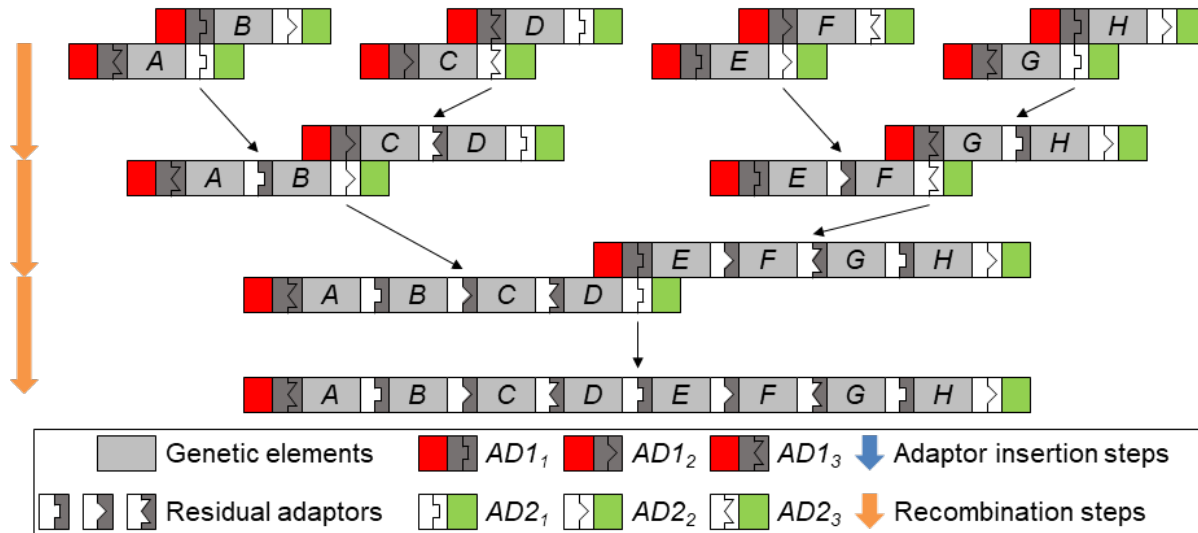 B D F H
A C E G
C D G H
A B E F
E F G H
A B C D
A B C D E F G H
Genetic elements AD1₁ AD1₂ AD1₃ Adaptor insertion steps
Residual adaptors AD2₁ AD2₂ AD2₃ Recombination steps